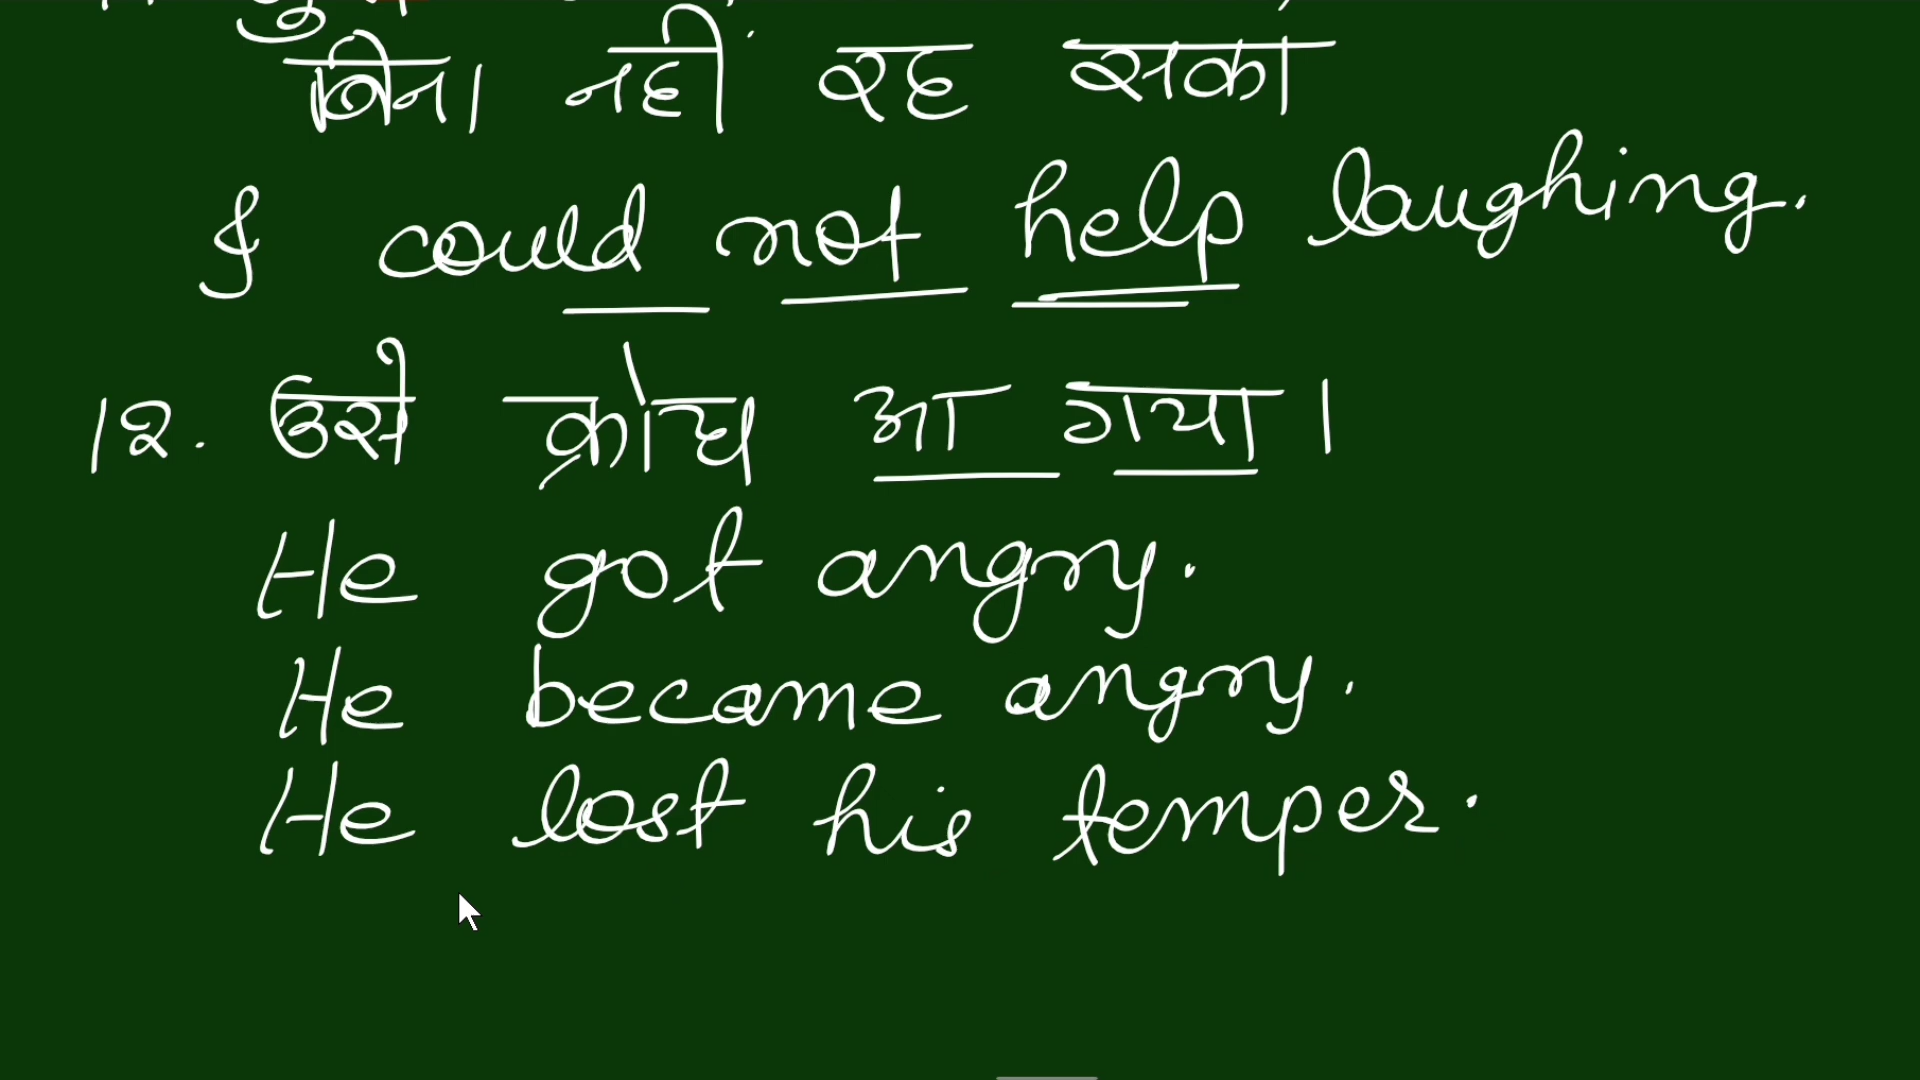 बिना नहीं रह सका
I could not help laughing.
12. उसे क्रोध आ गया।
He got angry.
He became angry.
He lost his temper.